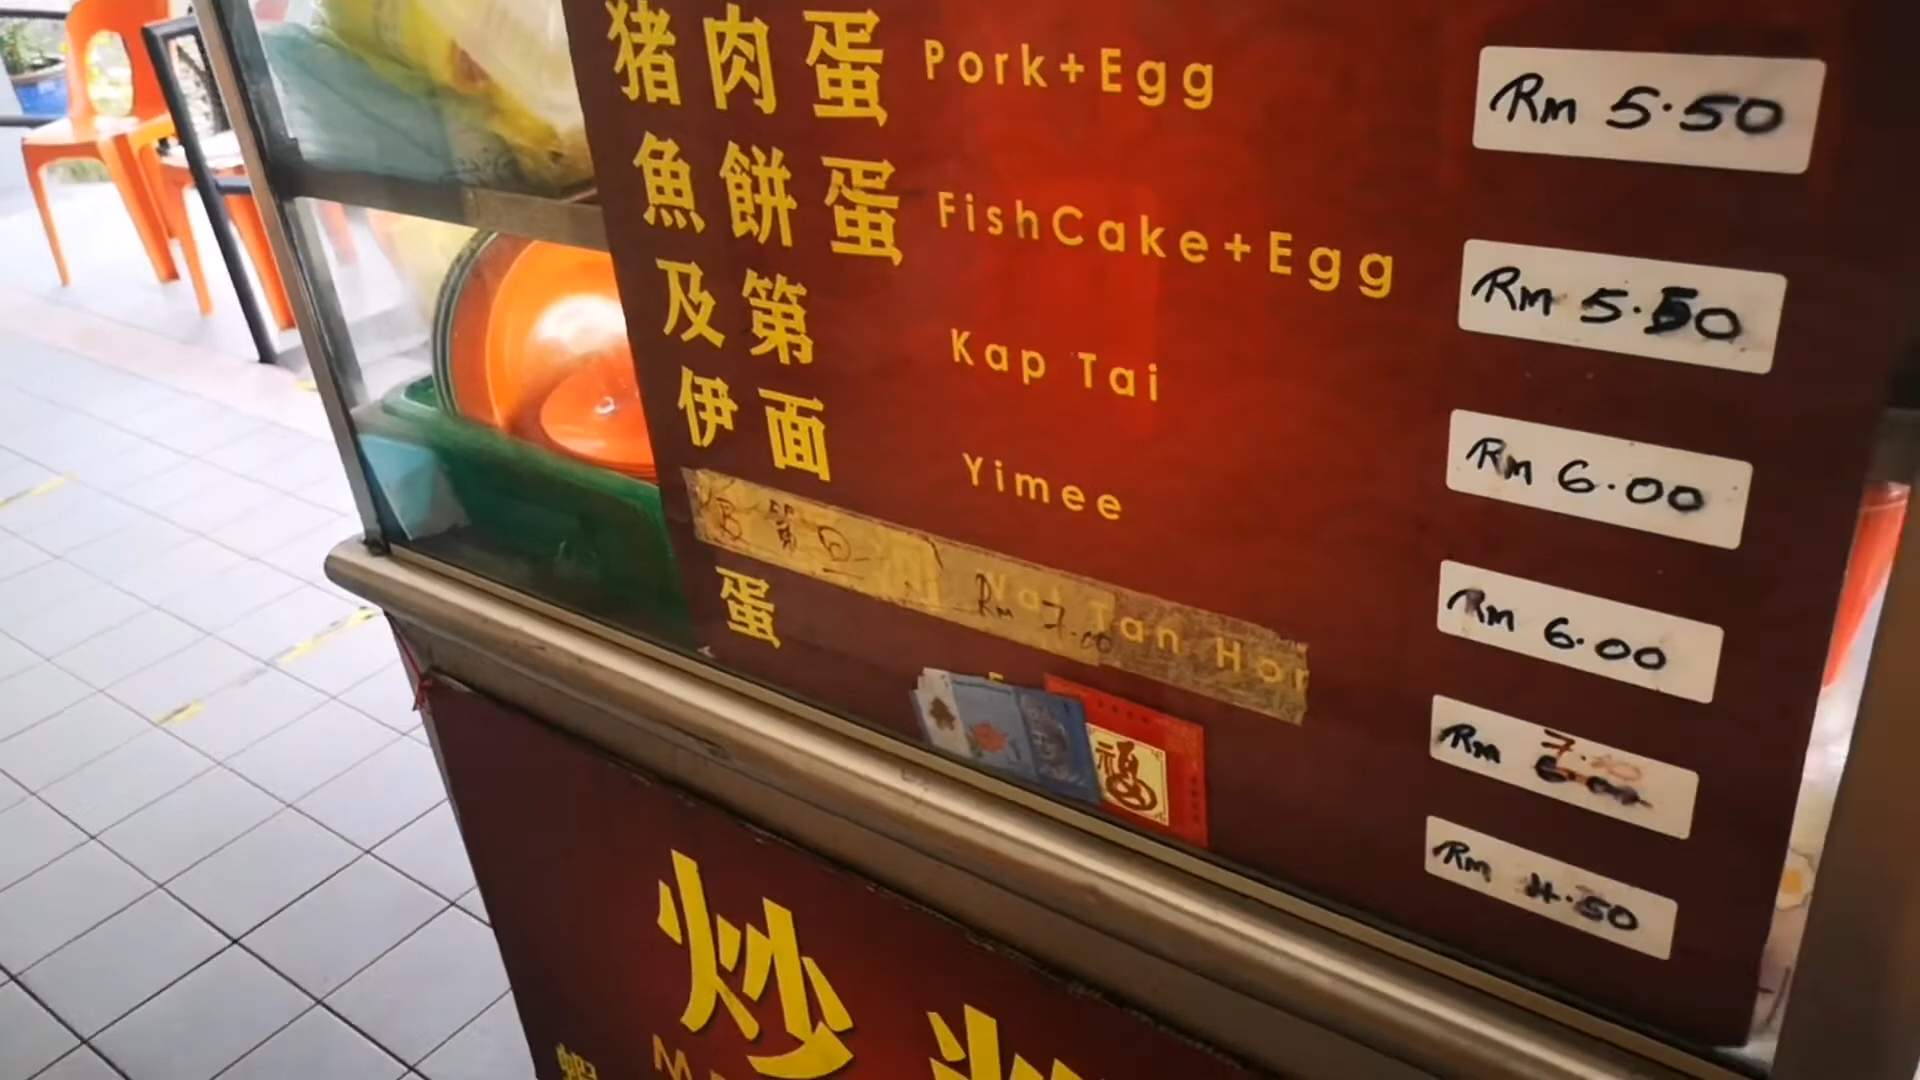 猪肉蛋 Pork+Egg Rm 5.50
魚餅蛋 FishCake+Egg Rm 5.50
及第 Kap Tai Rm 6.00
伊面 Yimee Rm 6.00
Rm 7.00
Wat Tan Hor Rm
蛋 Rm 4.50
福
炒